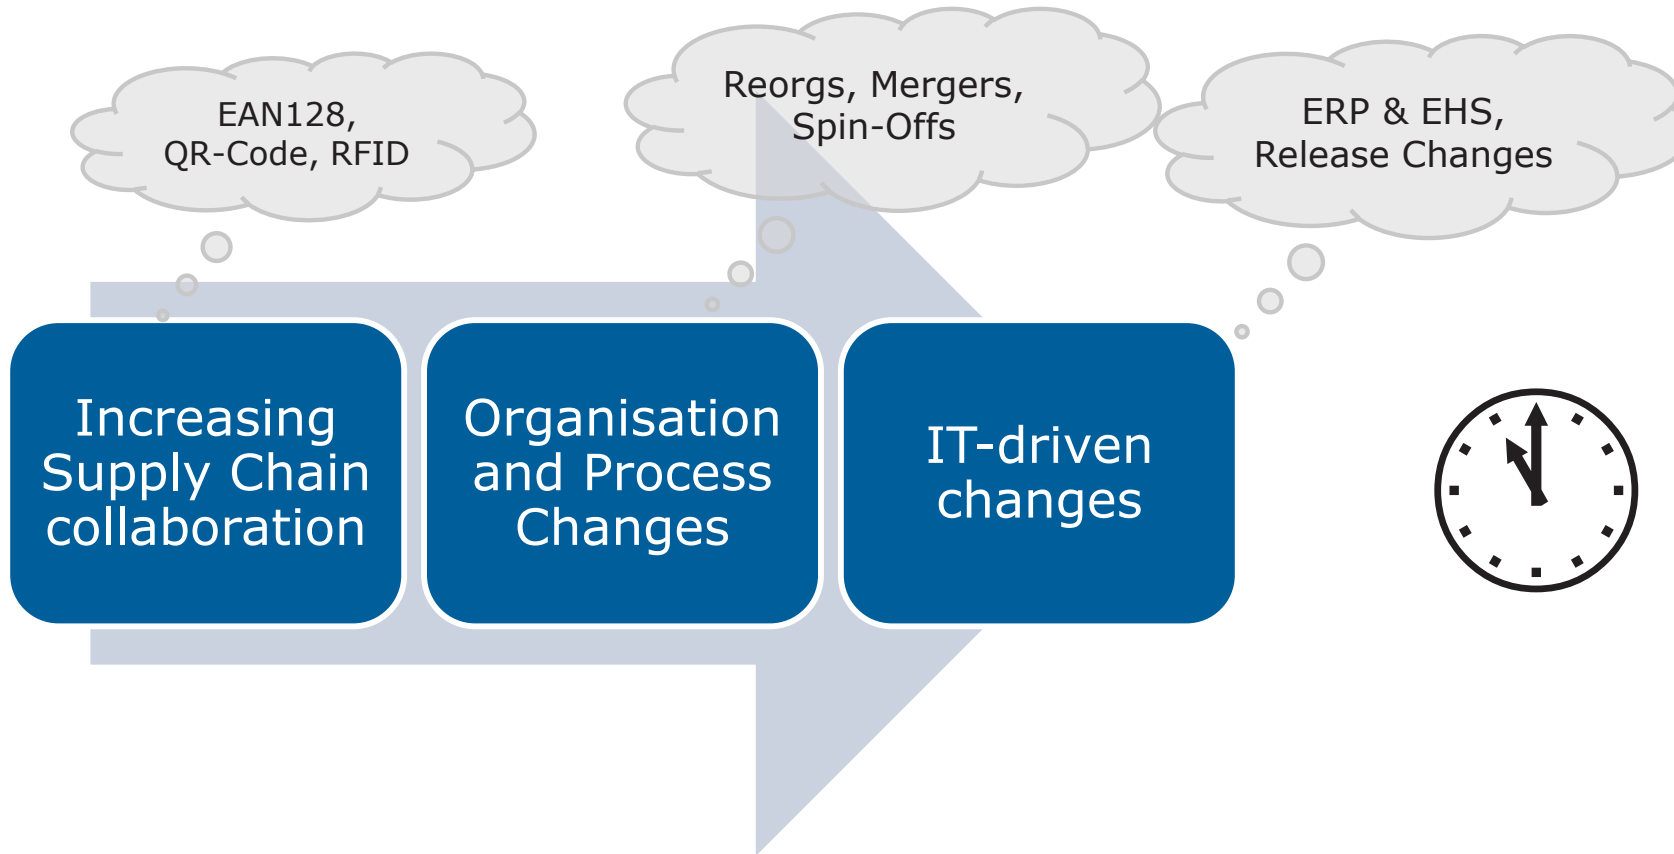 EAN128,
QR-Code, RFID
Reorgs, Mergers,
Spin-Offs
ERP & EHS,
Release Changes
Increasing
Supply Chain
collaboration
Organisation
and Process
Changes
IT-driven
changes